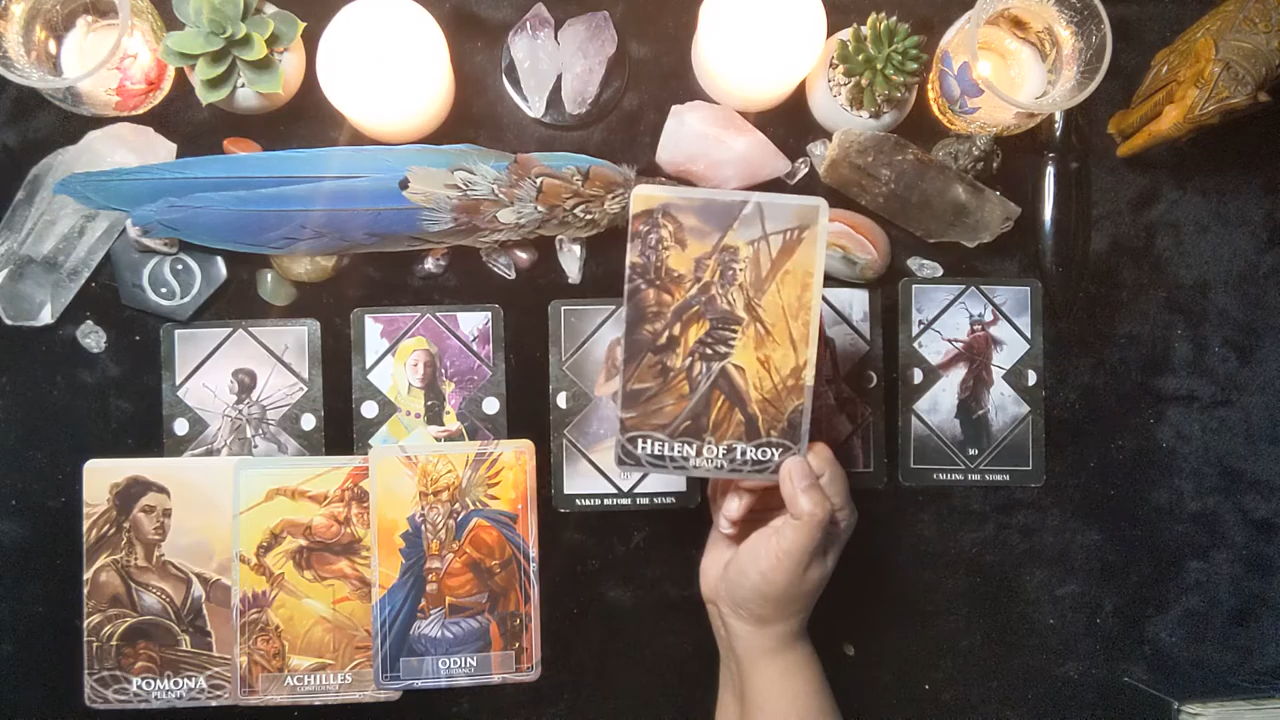 HELEN OF TROY
BEAUTY
NAKED BEFORE THE STARS
30
CALLING THE STORM
POMONA
PLENTY
ACHILLES
CONFIDENCE
ODIN
GUIDANCE